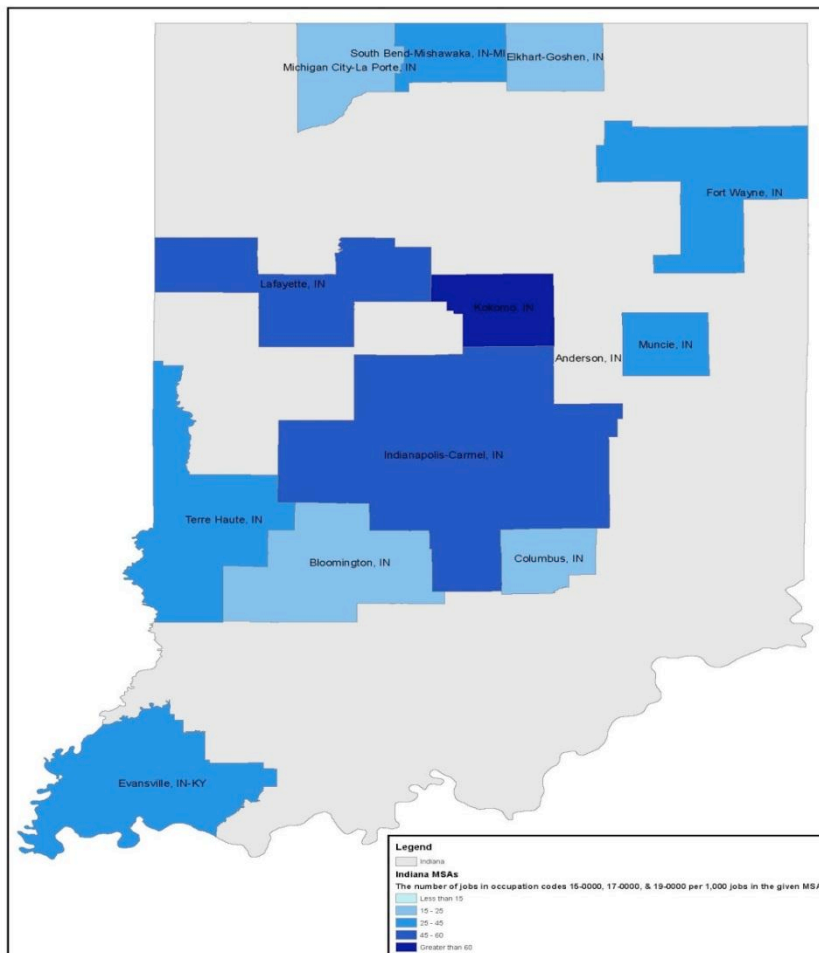 South Bend-Mishawaka, IN-MI
Elkhart-Goshen, IN
Michigan City-La Porte, IN
Fort Wayne, IN
Lafayette, IN
Kokomo, IN
Muncie, IN
Anderson, IN
Indianapolis-Carmel, IN
Terre Haute, IN
Bloomington, IN
Columbus, IN
Evansville, IN-KY
Legend
Indiana
Indiana MSAs
The number of jobs in occupation codes 15-0000, 17-0000, & 19-0000 per 1,000 jobs in the given MSA
Less than 15
15 - 25
25 - 45
45 - 60
Greater than 60